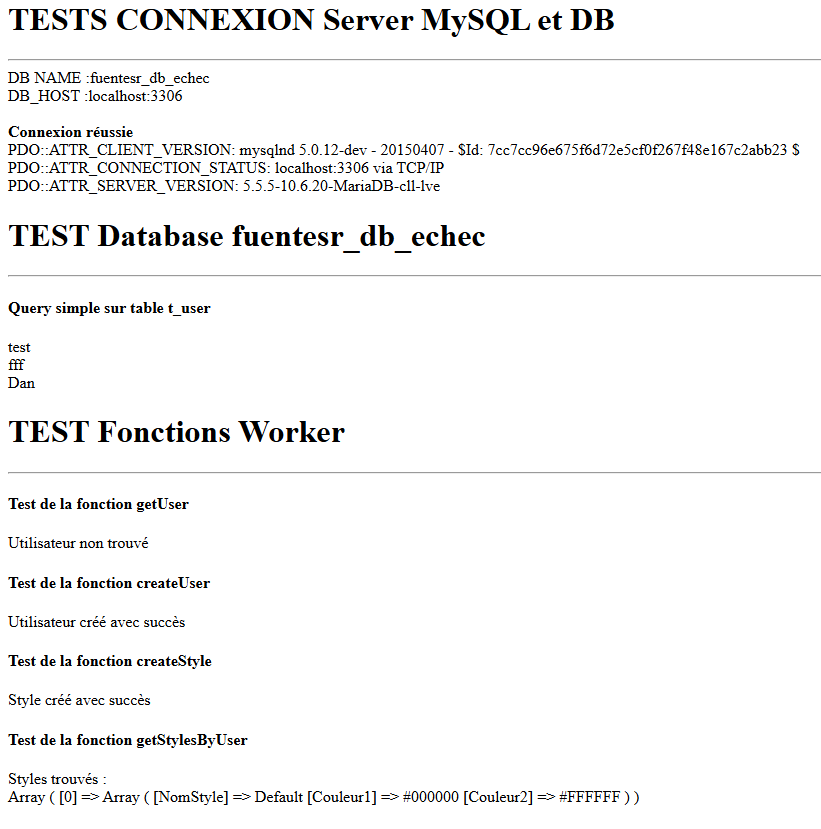 TESTS CONNEXION Server MySQL et DB
DB NAME :fuentesr_db_echec
DB_HOST :localhost:3306
Connexion réussie
PDO::ATTR_CLIENT_VERSION: mysqlnd 5.0.12-dev - 20150407 - $Id: 7cc7cc96e675f6d72e5cf0f267f48e167c2abb23 $
PDO::ATTR_CONNECTION_STATUS: localhost:3306 via TCP/IP
PDO::ATTR_SERVER_VERSION: 5.5.5-10.6.20-MariaDB-cll-lve
TEST Database fuentesr_db_echec
Query simple sur table t_user
test
fff
Dan
TEST Fonctions Worker
Test de la fonction getUser
Utilisateur non trouvé
Test de la fonction createUser
Utilisateur créé avec succès
Test de la fonction createStyle
Style créé avec succès
Test de la fonction getStylesByUser
Styles trouvés :
Array ( [0] => Array ( [NomStyle] => Default [Couleur1] => #000000 [Couleur2] => #FFFFFF ) )